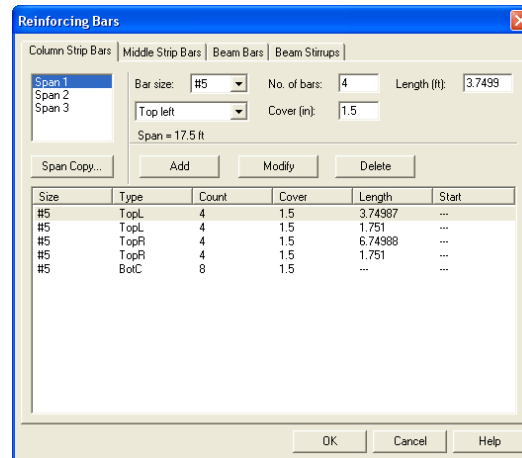 Reinforcing Bars
Column Strip Bars Middle Strip Bars Beam Bars Beam Stirrups
Span 1
Span 2
Span 3
Bar size: #5 No. of bars: 4 Length (ft): 3.7499
Top left Cover (in): 1.5
Span = 17.5 ft
Span Copy... Add Modify Delete
Size Type Count Cover Length Start
#5 TopL 4 1.5 3.74987 ---
#5 TopL 4 1.5 1.751 ---
#5 TopR 4 1.5 6.74988 ---
#5 TopR 4 1.5 1.751 ---
#5 BotC 8 1.5 --- ---
OK Cancel Help